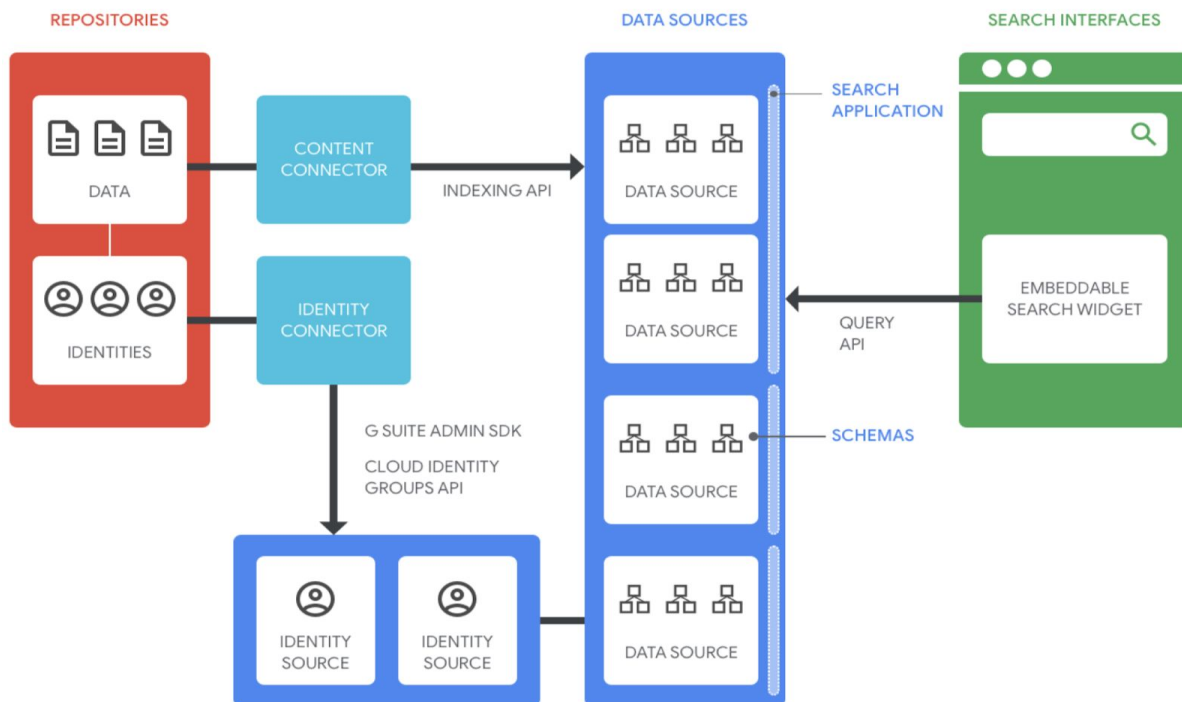 REPOSITORIES
DATA SOURCES
SEARCH INTERFACES
DATA
CONTENT
CONNECTOR
INDEXING API
DATA SOURCE
SEARCH
APPLICATION
IDENTITIES
IDENTITY
CONNECTOR
DATA SOURCE
QUERY
API
EMBEDDABLE
SEARCH WIDGET
G SUITE ADMIN SDK
CLOUD IDENTITY
GROUPS API
DATA SOURCE
SCHEMAS
IDENTITY
SOURCE
IDENTITY
SOURCE
DATA SOURCE